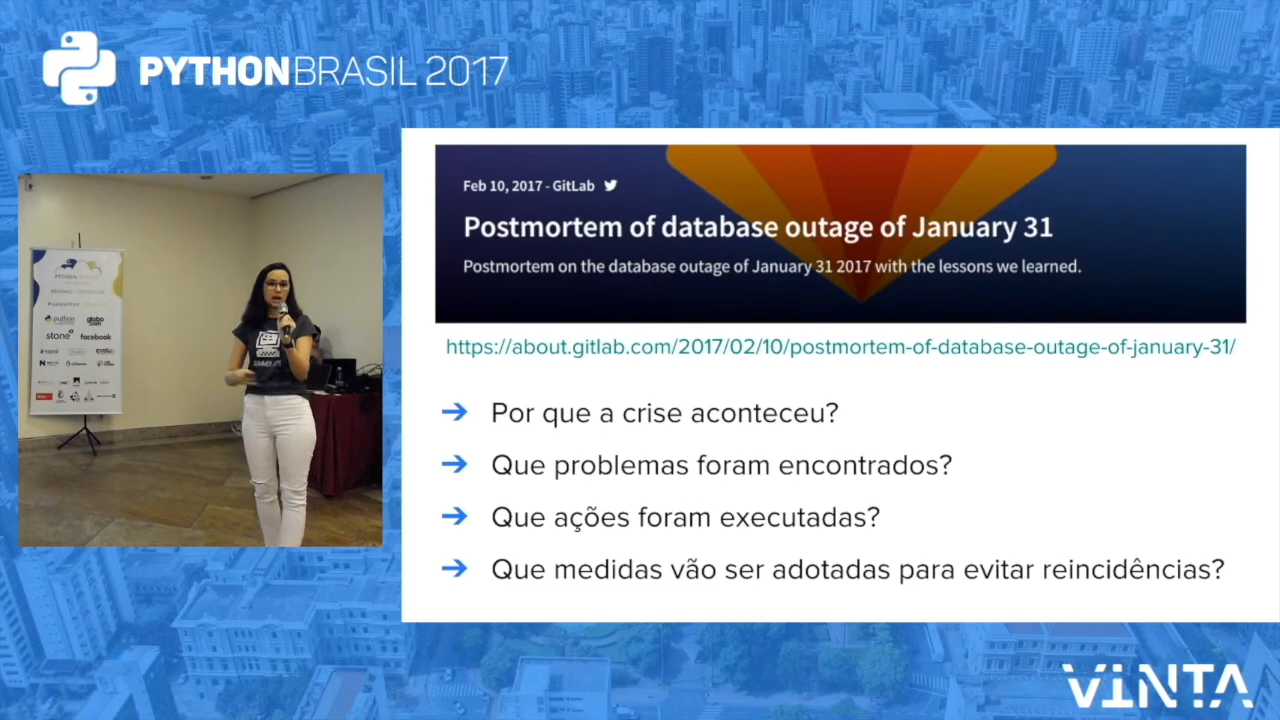 PYTHONBRASIL 2017
Feb 10, 2017 - GitLab
Postmortem of database outage of January 31
Postmortem on the database outage of January 31 2017 with the lessons we learned.
https://about.gitlab.com/2017/02/10/postmortem-of-database-outage-of-january-31/
→ Por que a crise aconteceu?
→ Que problemas foram encontrados?
→ Que ações foram executadas?
→ Que medidas vão ser adotadas para evitar reincidências?
python
globo.com
stone
facebook
VINTA